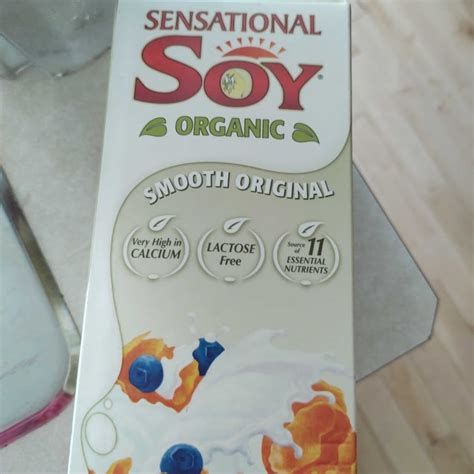 SENSATIONAL
SOY®
ORGANIC
SMOOTH ORIGINAL
Very High in
CALCIUM
LACTOSE
Free
Source
of 11
ESSENTIAL
NUTRIENTS